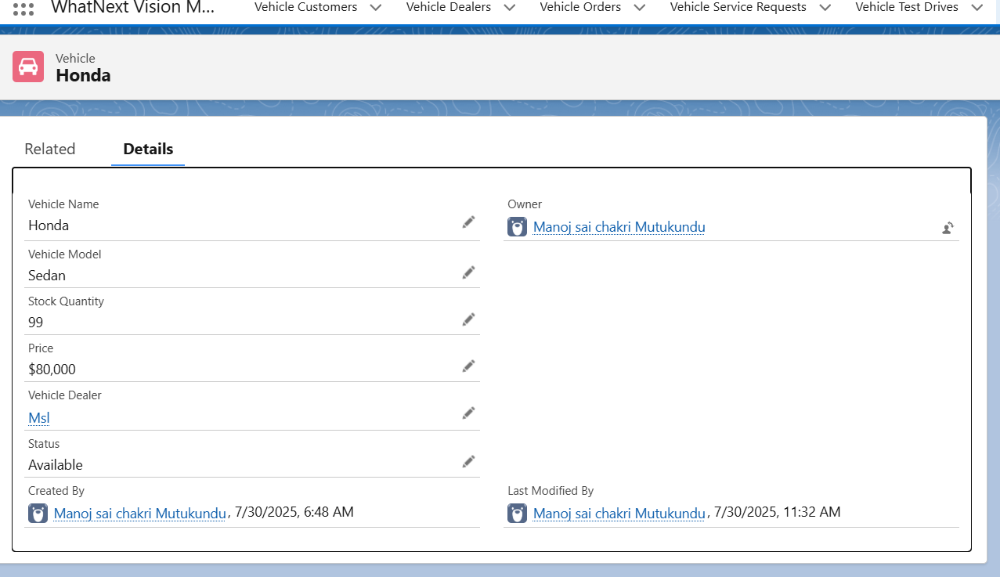 WhatNext Vision M...
Vehicle Customers
Vehicle Dealers
Vehicle Orders
Vehicle Service Requests
Vehicle Test Drives
Vehicle
Honda
Related
Details
Vehicle Name
Honda
Owner
Manoj sai chakri Mutukundu
Vehicle Model
Sedan
Stock Quantity
99
Price
$80,000
Vehicle Dealer
Msl
Status
Available
Created By
Manoj sai chakri Mutukundu, 7/30/2025, 6:48 AM
Last Modified By
Manoj sai chakri Mutukundu, 7/30/2025, 11:32 AM